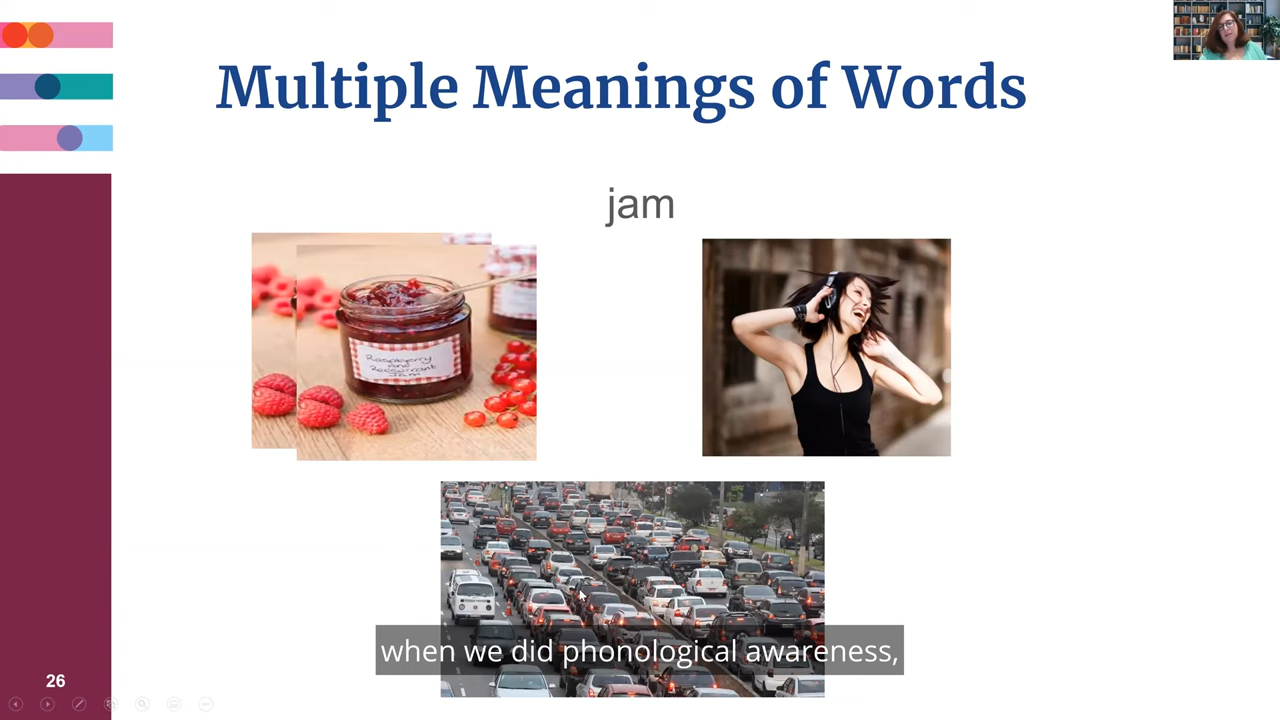 Multiple Meanings of Words
jam
Raspberry
and
Redcurrant
Jam
when we did phonological awareness,
26